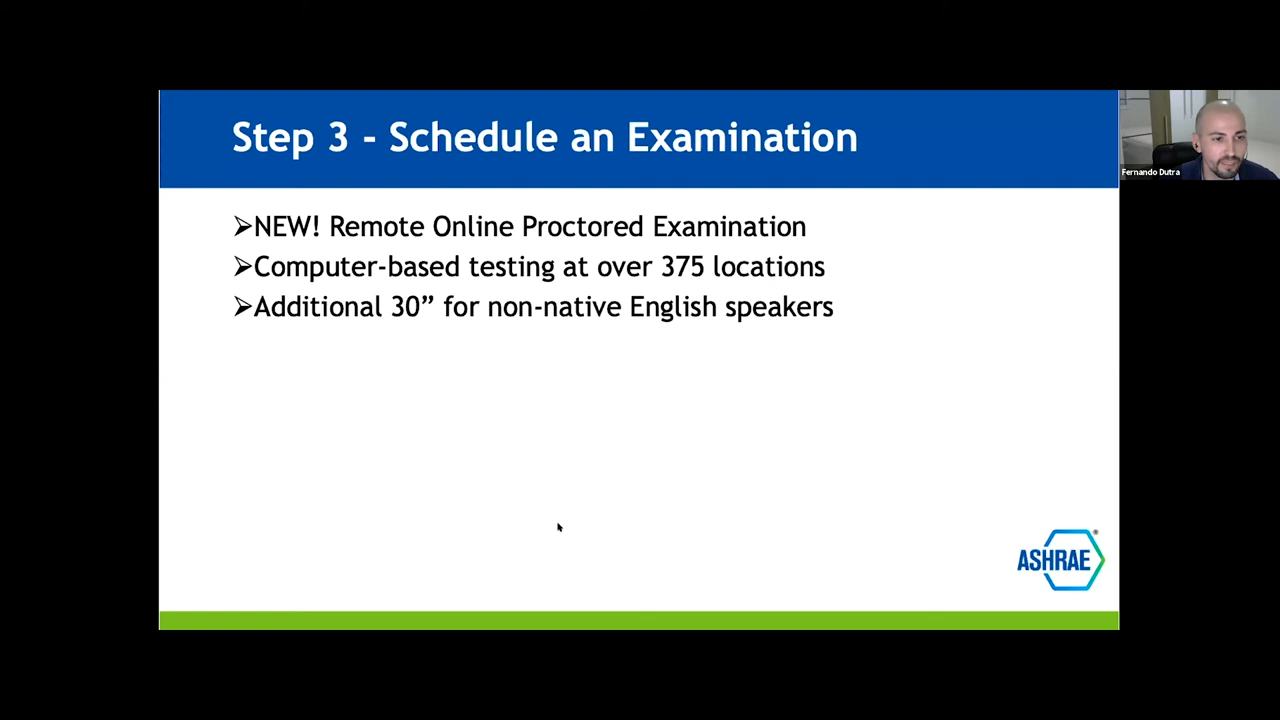 Step 3 - Schedule an Examination
➢NEW! Remote Online Proctored Examination
➢Computer-based testing at over 375 locations
➢Additional 30” for non-native English speakers
Fernando Dutra
ASHRAE®